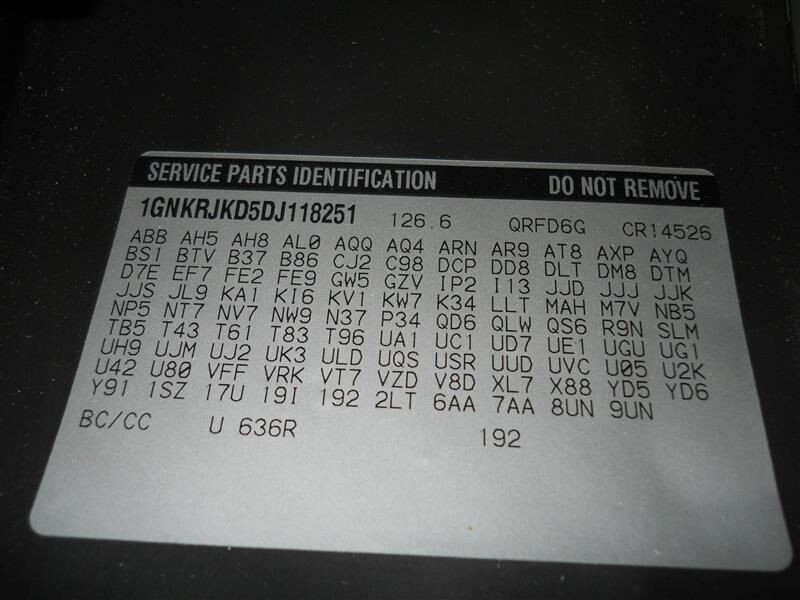 SERVICE PARTS IDENTIFICATION DO NOT REMOVE
1GNKRJKD5DJ118251 126.6 QRFD6G CR!4526
ABB AH5 AH8 AL0 AQQ AQ4 ARN AR9 AT8 AXP AYQ
BS1 BTV B37 B86 CJ2 C98 DCP DD8 DLT DM8 DTM
D7E EF7 FE2 FE9 GW5 GZV IP2 I13 JJD JJJ JJK
JJS JL9 KA1 KI6 KV1 KW7 K34 LLT MAH M7V NB5
NP5 NT7 NV7 NW9 N37 P34 QD6 QLW QS6 R9N SLM
TB5 T43 T61 T83 T96 UA1 UC1 UD7 UE1 UGU UG1
UH9 UJM UJ2 UK3 ULD UQS USR UUD UVC U05 U2K
U42 U80 VFF VRK VT7 VZD V8D XL7 X88 YD5 YD6
Y91 1SZ 17U 19I 192 2LT 6AA 7AA 8UN 9UN
BC/CC U 636R 192